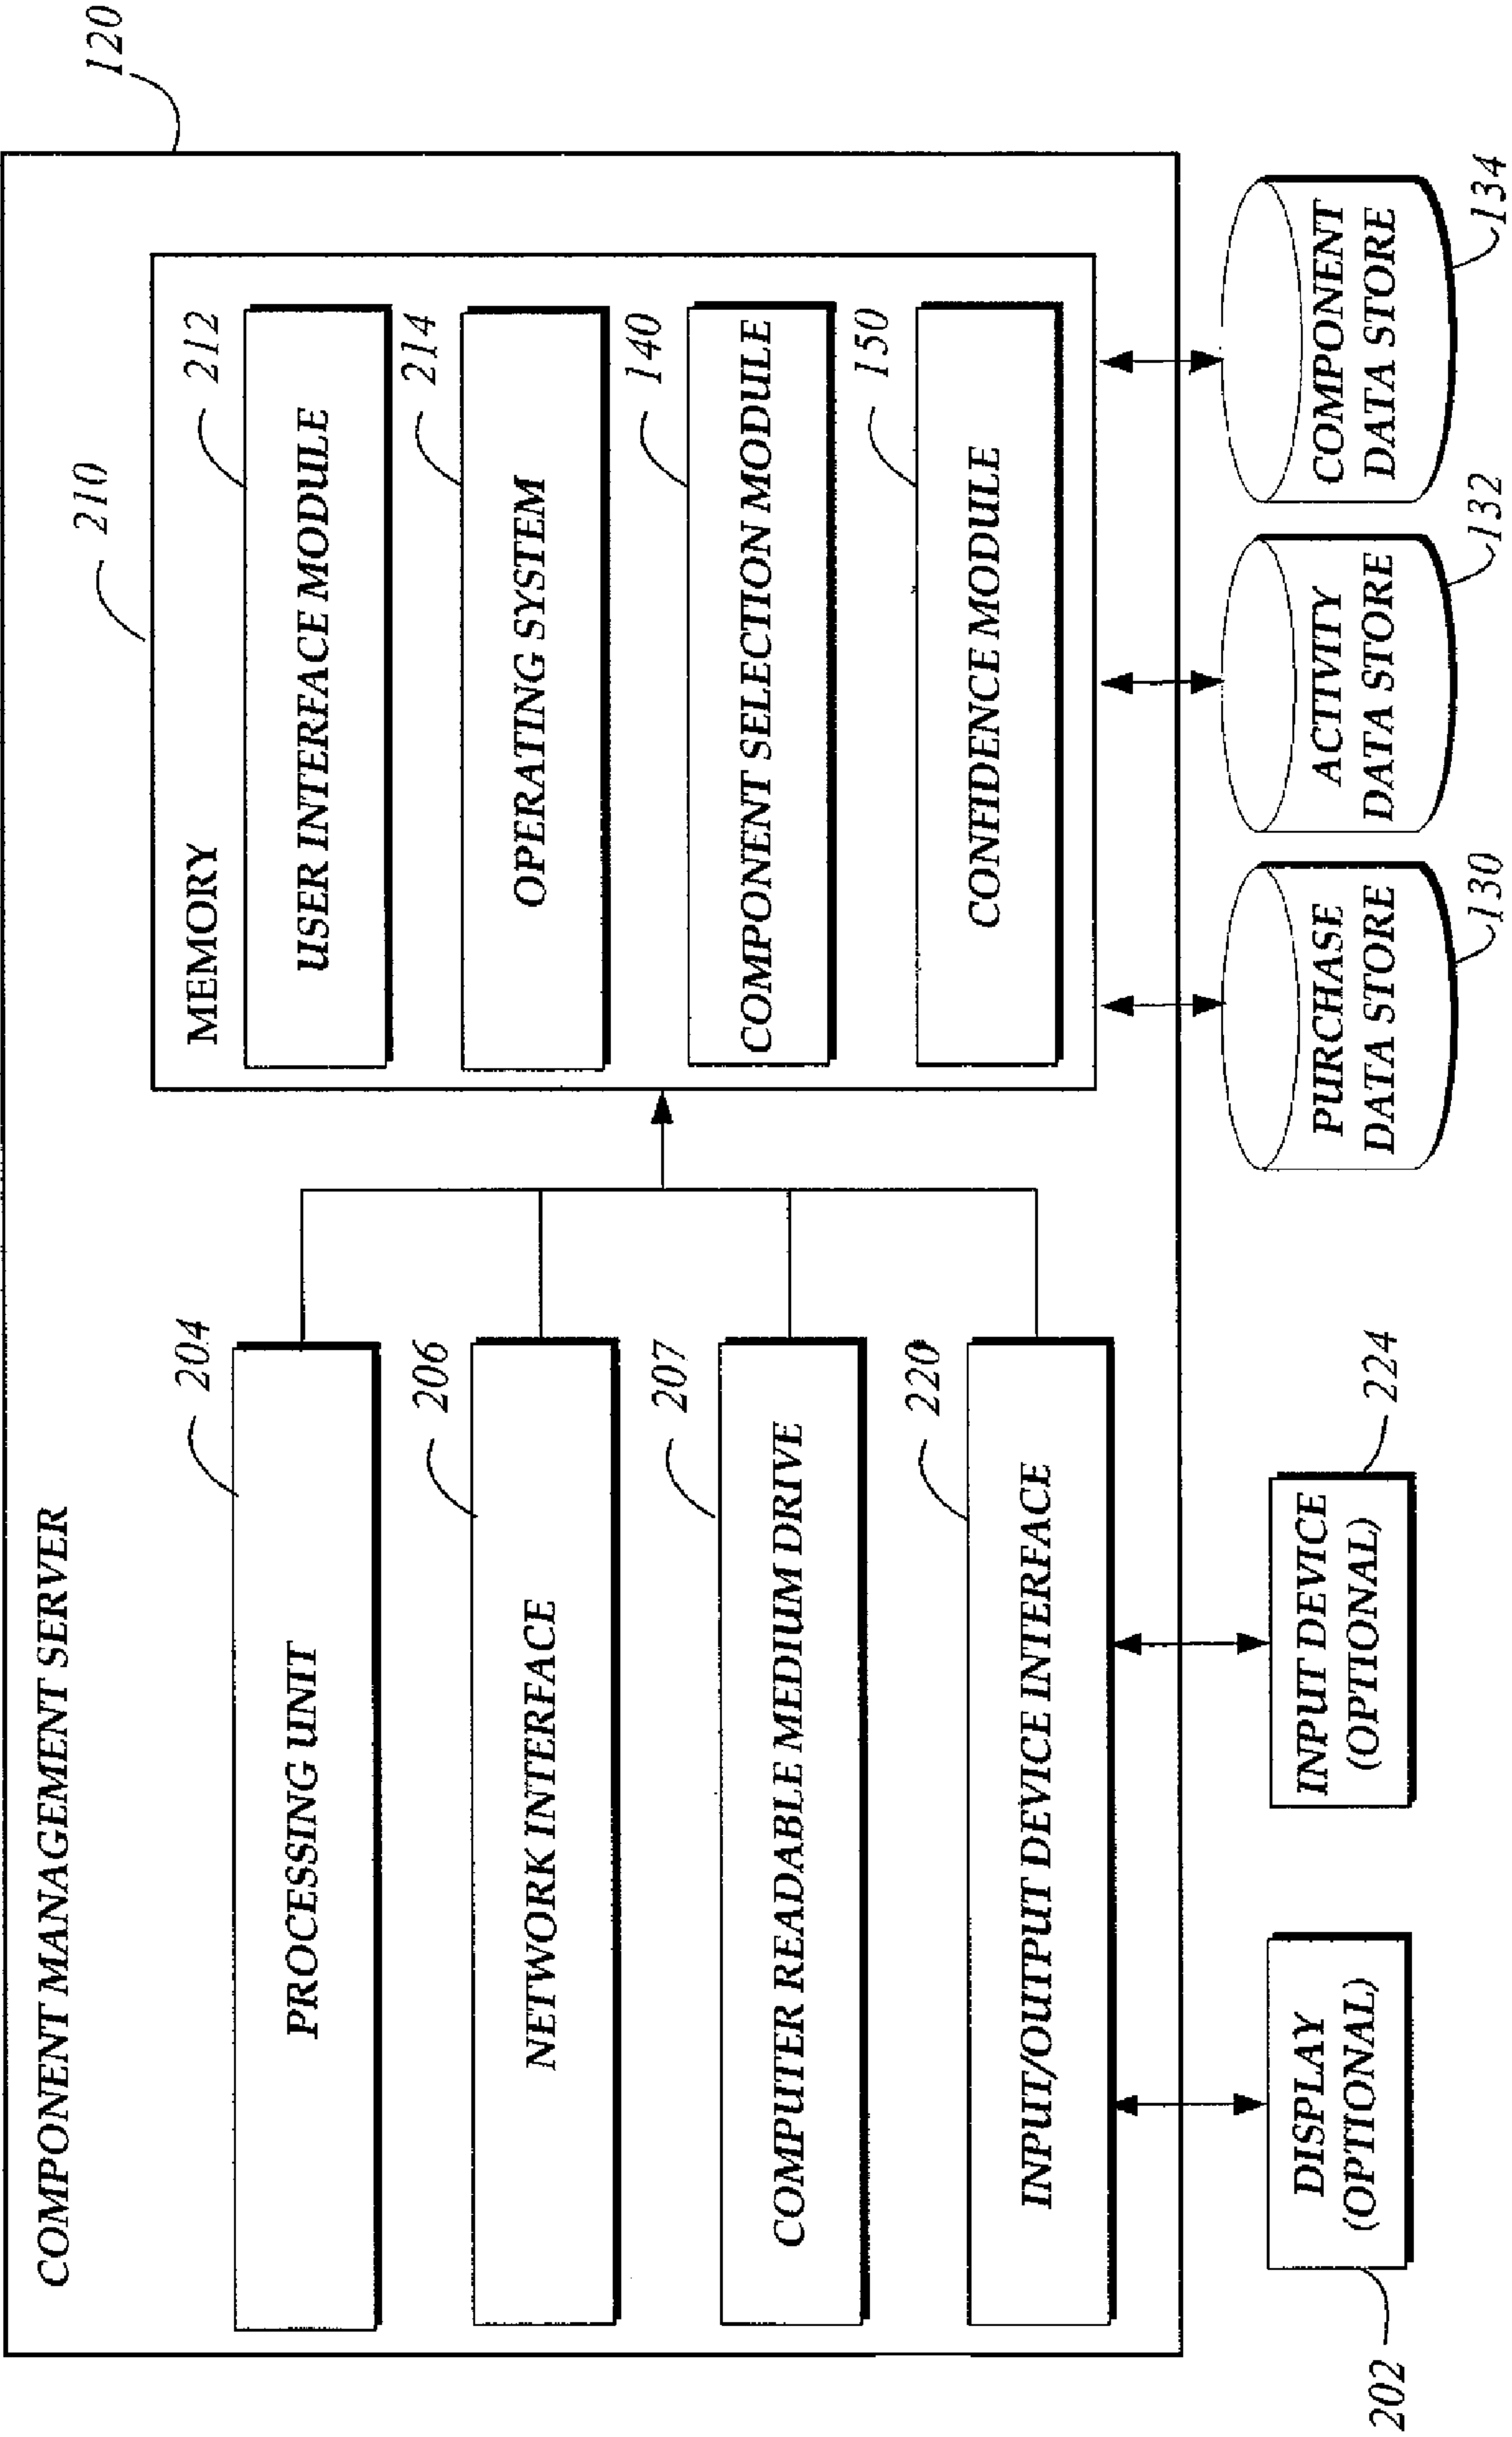 120
COMPONENT MANAGEMENT SERVER
204
PROCESSING UNIT
206
NETWORK INTERFACE
207
COMPUTER READABLE MEDIUM DRIVE
220
INPUT/OUTPUT DEVICE INTERFACE
210
MEMORY
212
USER INTERFACE MODULE
214
OPERATING SYSTEM
140
COMPONENT SELECTION MODULE
150
CONFIDENCE MODULE
202
DISPLAY
(OPTIONAL)
INPUT DEVICE
(OPTIONAL)
224
PURCHASE
DATA STORE
130
ACTIVITY
DATA STORE
132
COMPONENT
DATA STORE
134